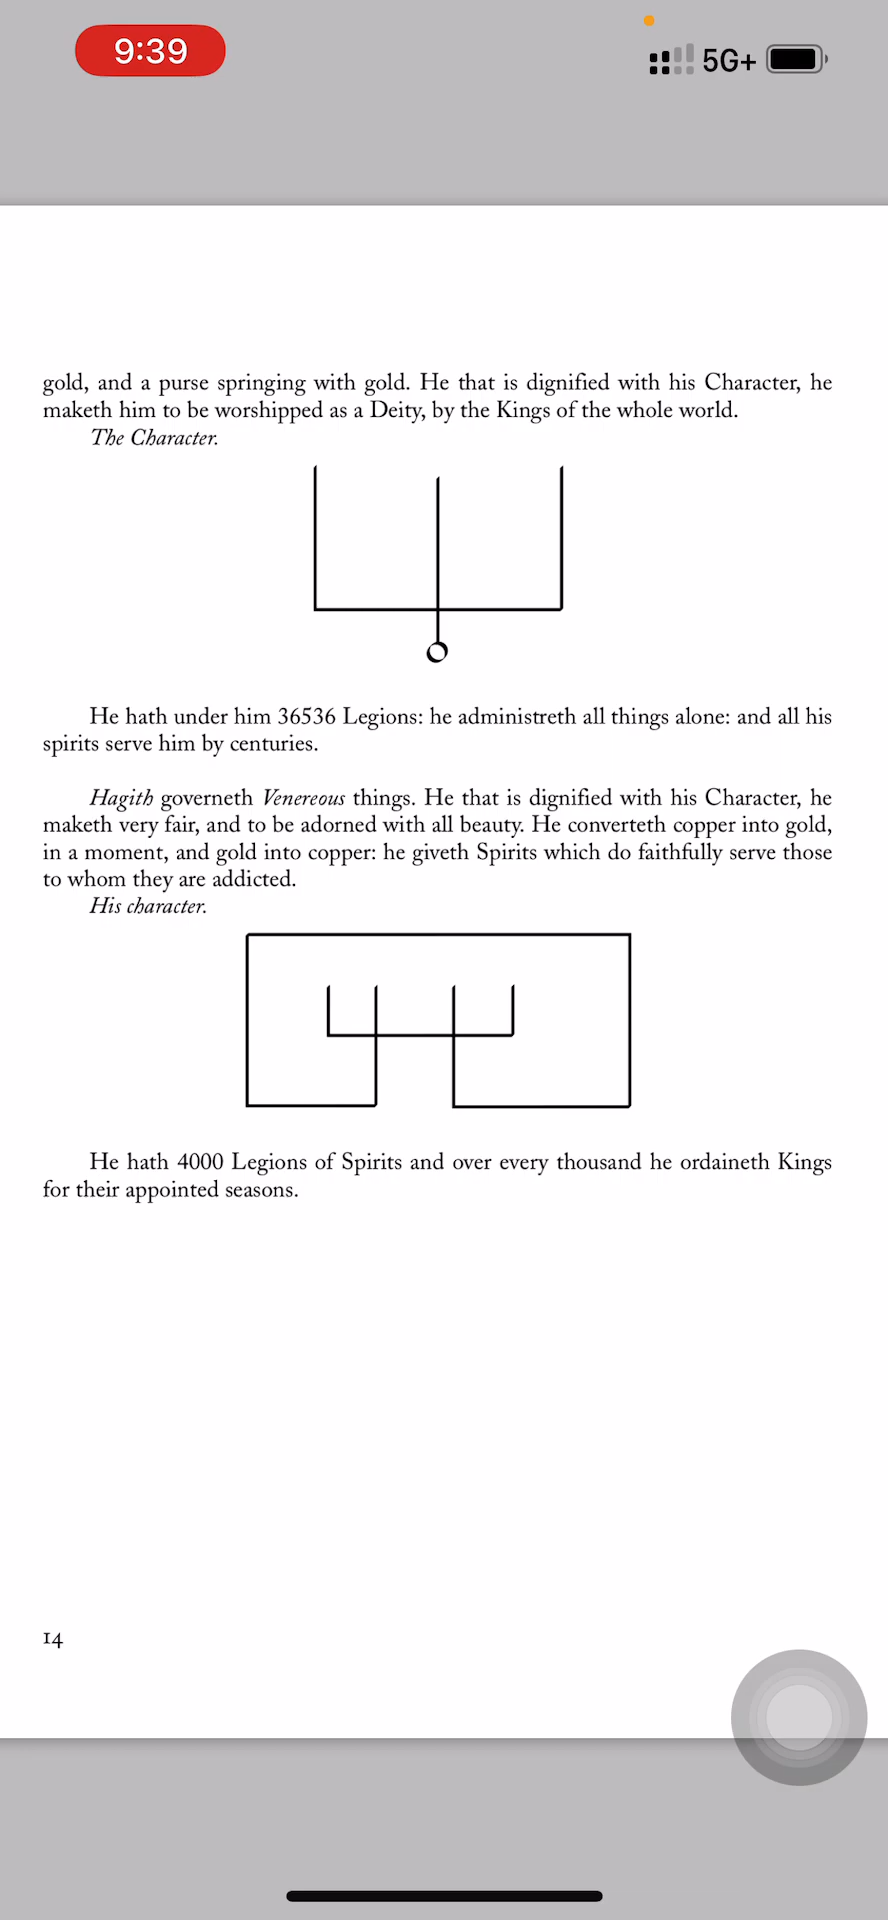 9:39
5G+
gold, and a purse springing with gold. He that is dignified with his Character, he
maketh him to be worshipped as a Deity, by the Kings of the whole world.
The Character.
He hath under him 36536 Legions: he administreth all things alone: and all his
spirits serve him by centuries.
Hagith governeth Venereous things. He that is dignified with his Character, he
maketh very fair, and to be adorned with all beauty. He converteth copper into gold,
in a moment, and gold into copper: he giveth Spirits which do faithfully serve those
to whom they are addicted.
His character.
He hath 4000 Legions of Spirits and over every thousand he ordaineth Kings
for their appointed seasons.
14